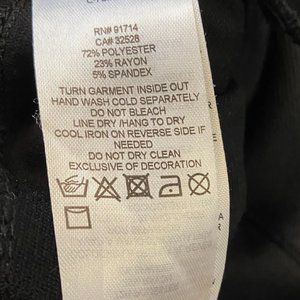 RN# 91714
CA# 32528
72% POLYESTER
23% RAYON
5% SPANDEX
TURN GARMENT INSIDE OUT
HAND WASH COLD SEPARATELY
DO NOT BLEACH
LINE DRY /HANG TO DRY
COOL IRON ON REVERSE SIDE IF
NEEDED
DO NOT DRY CLEAN
EXCLUSIVE OF DECORATION